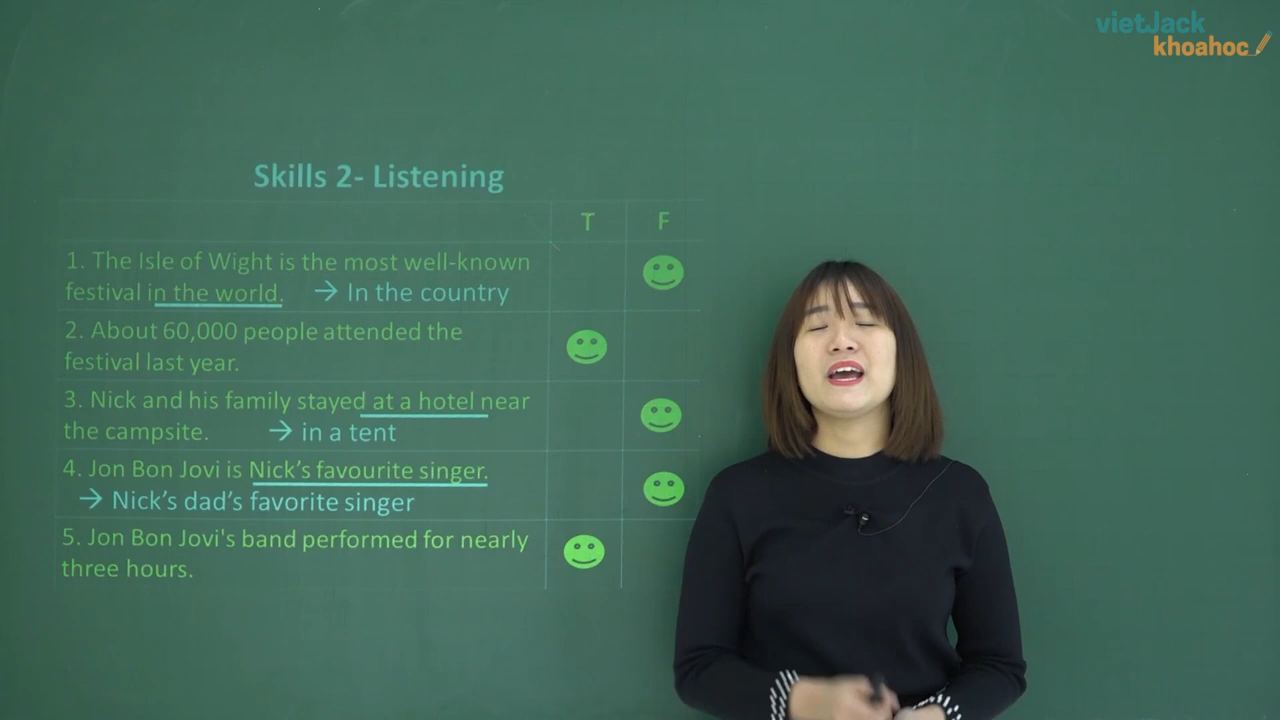 vietJack
khoahoc
Skills 2- Listening
T F
1. The Isle of Wight is the most well-known
festival in the world. → In the country
2. About 60,000 people attended the
festival last year.
3. Nick and his family stayed at a hotel near
the campsite. → in a tent
4. Jon Bon Jovi is Nick's favourite singer.
→ Nick's dad's favorite singer
5. Jon Bon Jovi's band performed for nearly
three hours.